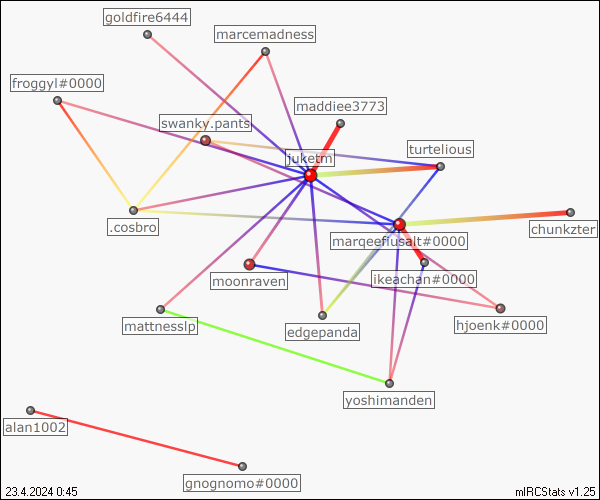 goldfire6444
marcemadness
froggyl#0000
maddiee3773
swanky.pants
turtelious
juketm
.cosbro
marqeefiusalt#0000
chunkzter
ikeachan#0000
moonraven
hjoenk#0000
mattnesslp
edgepanda
yoshimanden
alan1002
gnognomo#0000
23.4.2024 0:45
mIRCStats v1.25